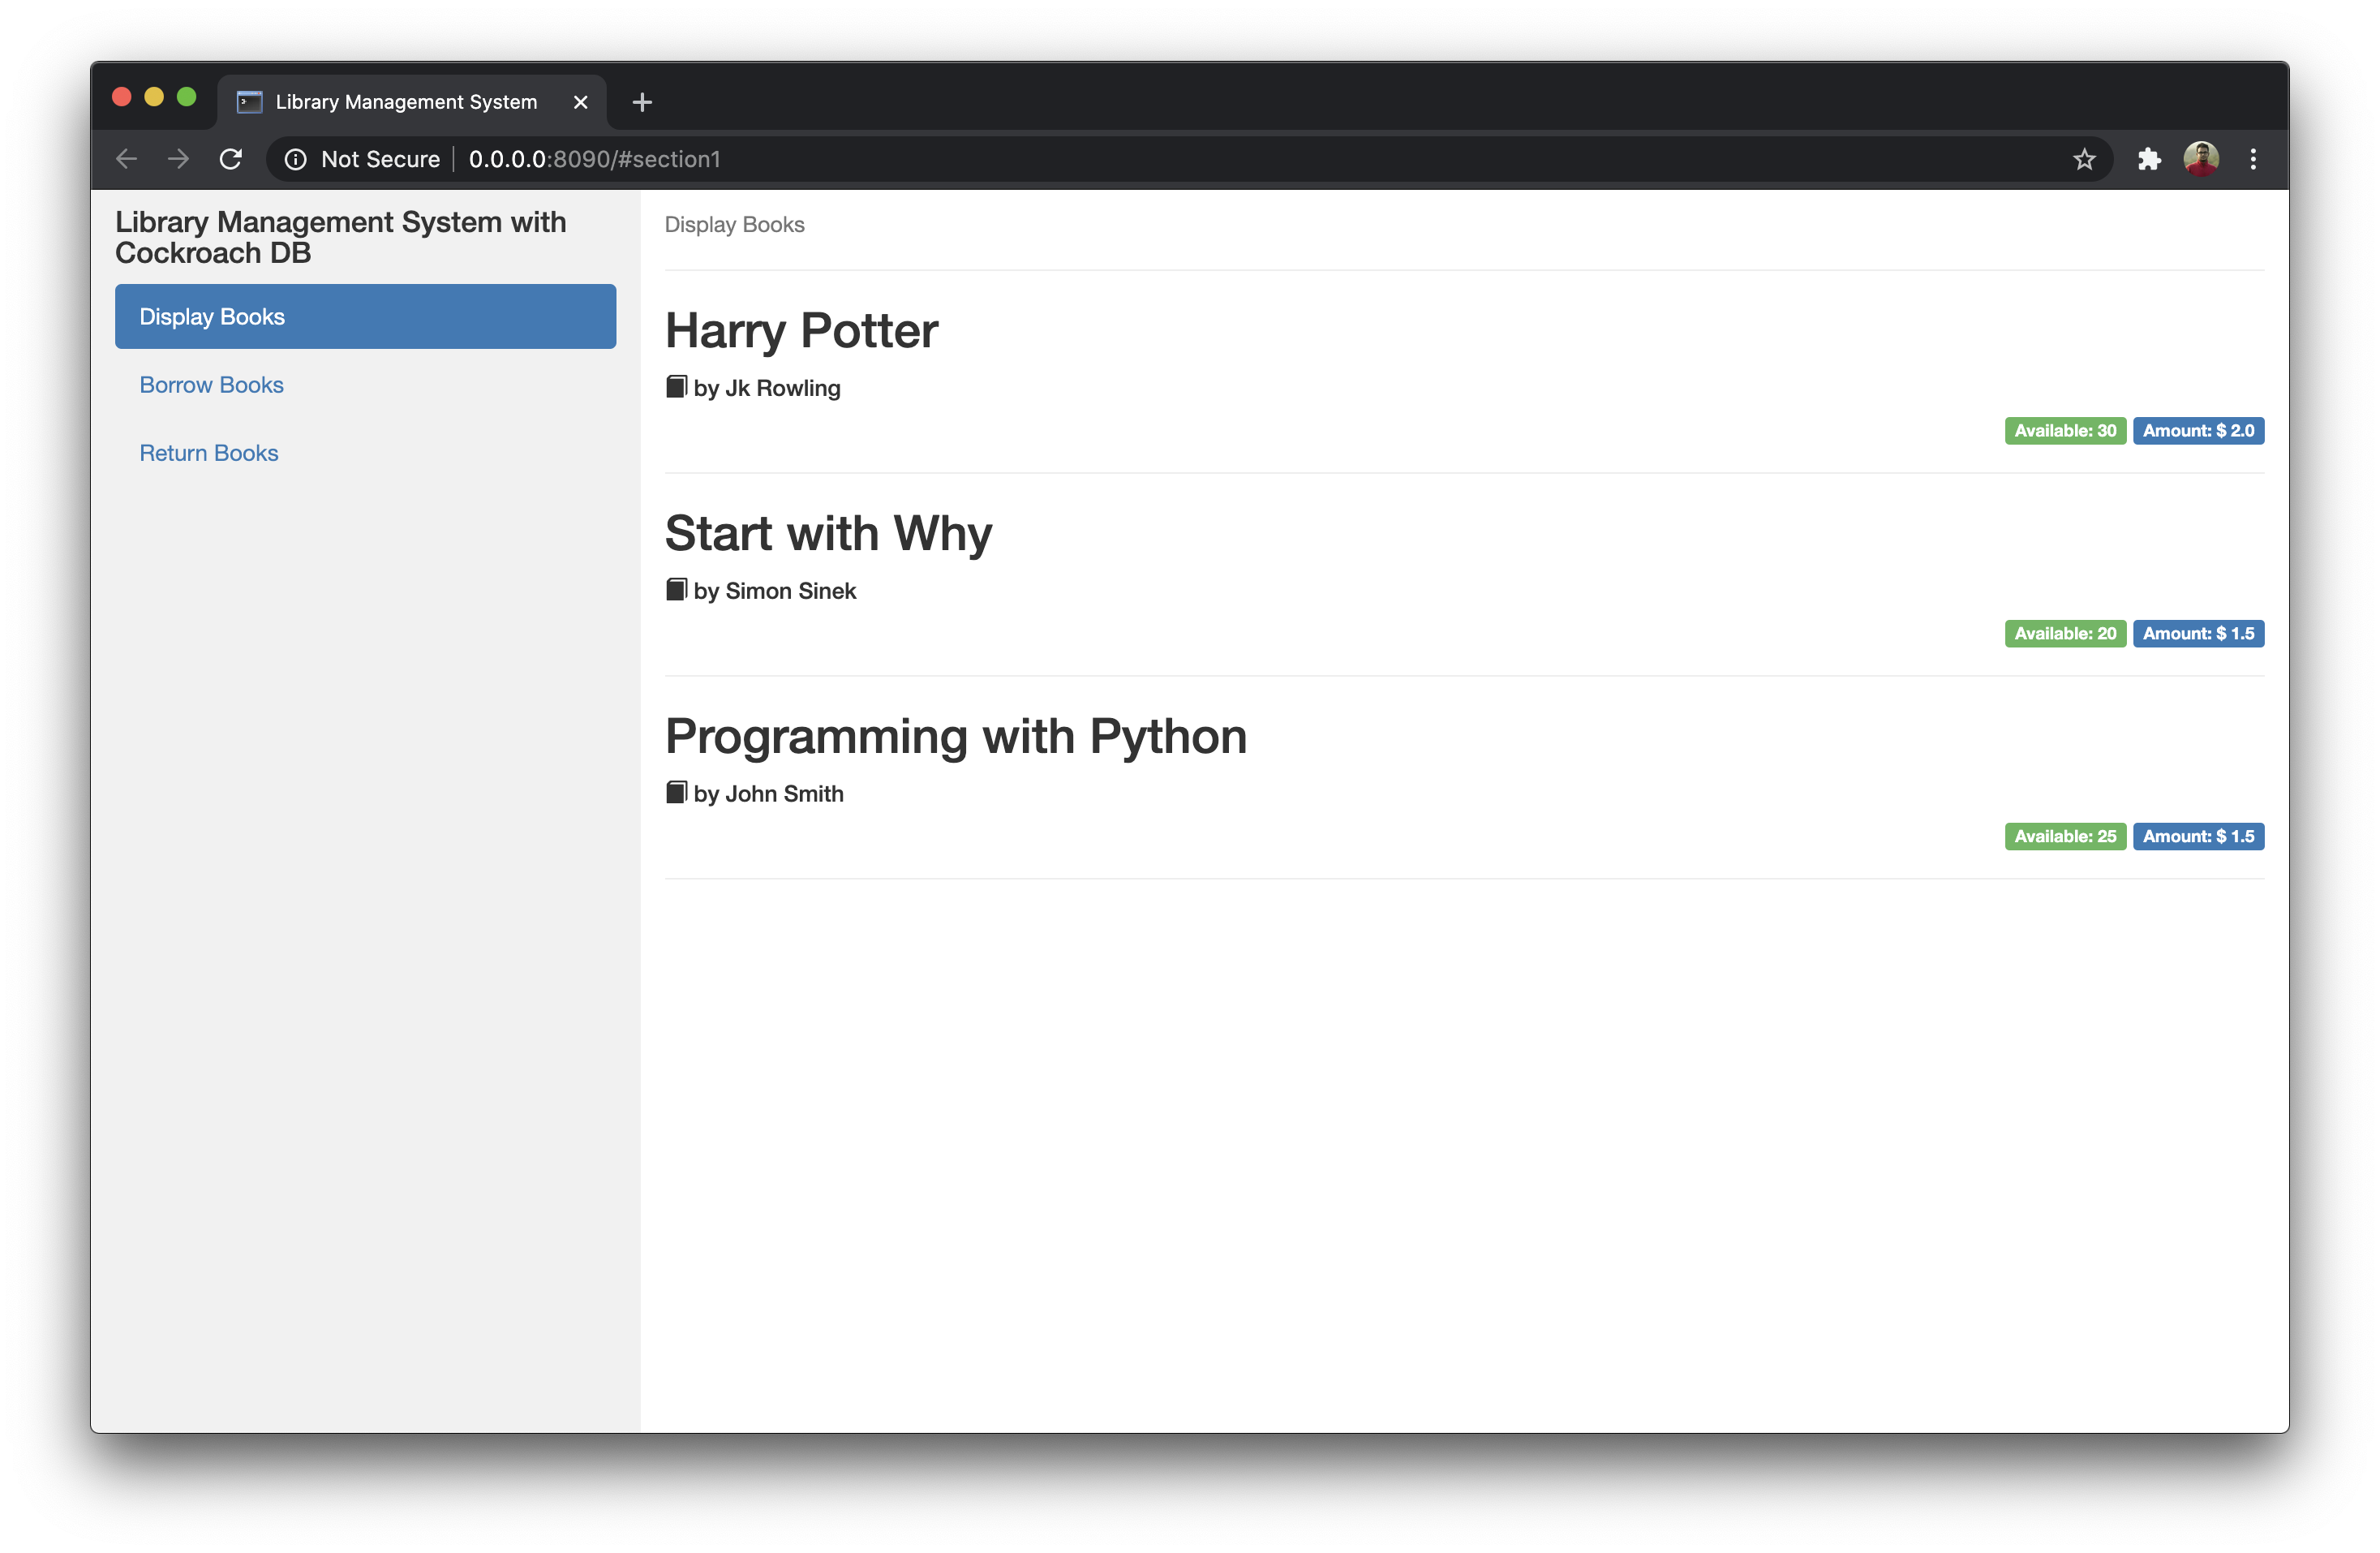 Library Management System
Not Secure
0.0.0.0:8090/#section1
Library Management System with
Cockroach DB
Display Books
Borrow Books
Return Books
Display Books
Harry Potter
by Jk Rowling
Available: 30 Amount: $ 2.0
Start with Why
by Simon Sinek
Available: 20 Amount: $ 1.5
Programming with Python
by John Smith
Available: 25 Amount: $ 1.5